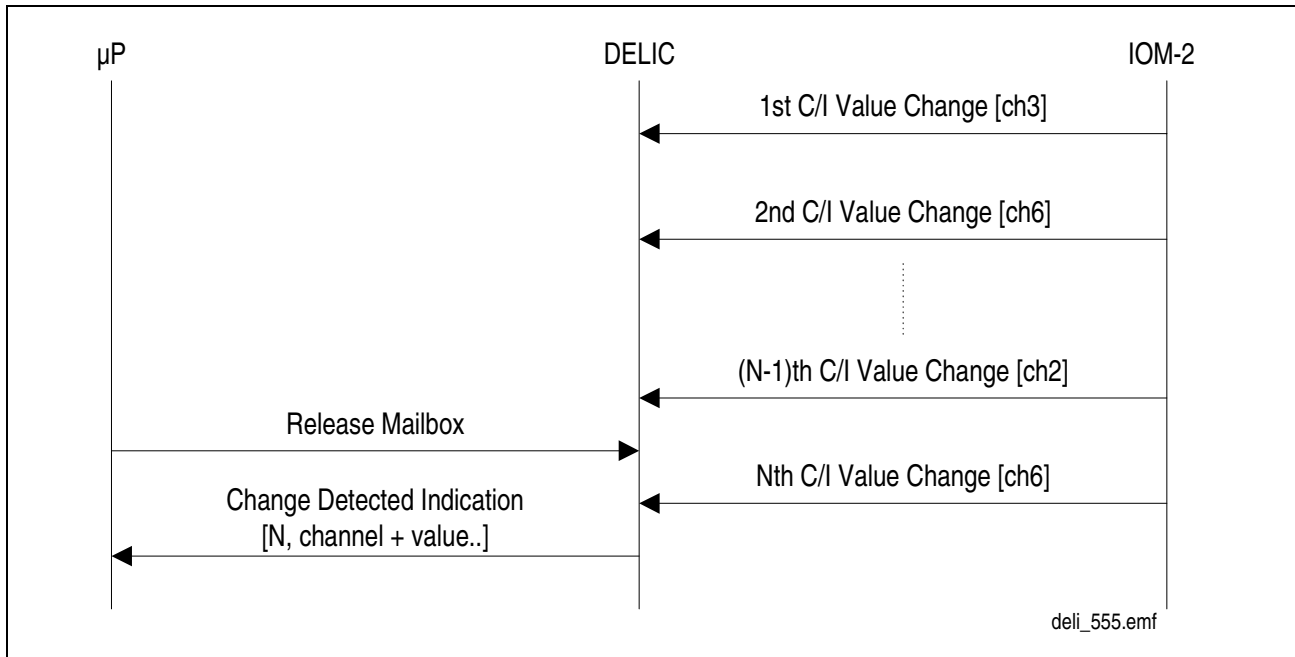 µP
DELIC
IOM-2
1st C/I Value Change [ch3]
2nd C/I Value Change [ch6]
(N-1)th C/I Value Change [ch2]
Release Mailbox
Nth C/I Value Change [ch6]
Change Detected Indication
[N, channel + value..]
deli_555.emf